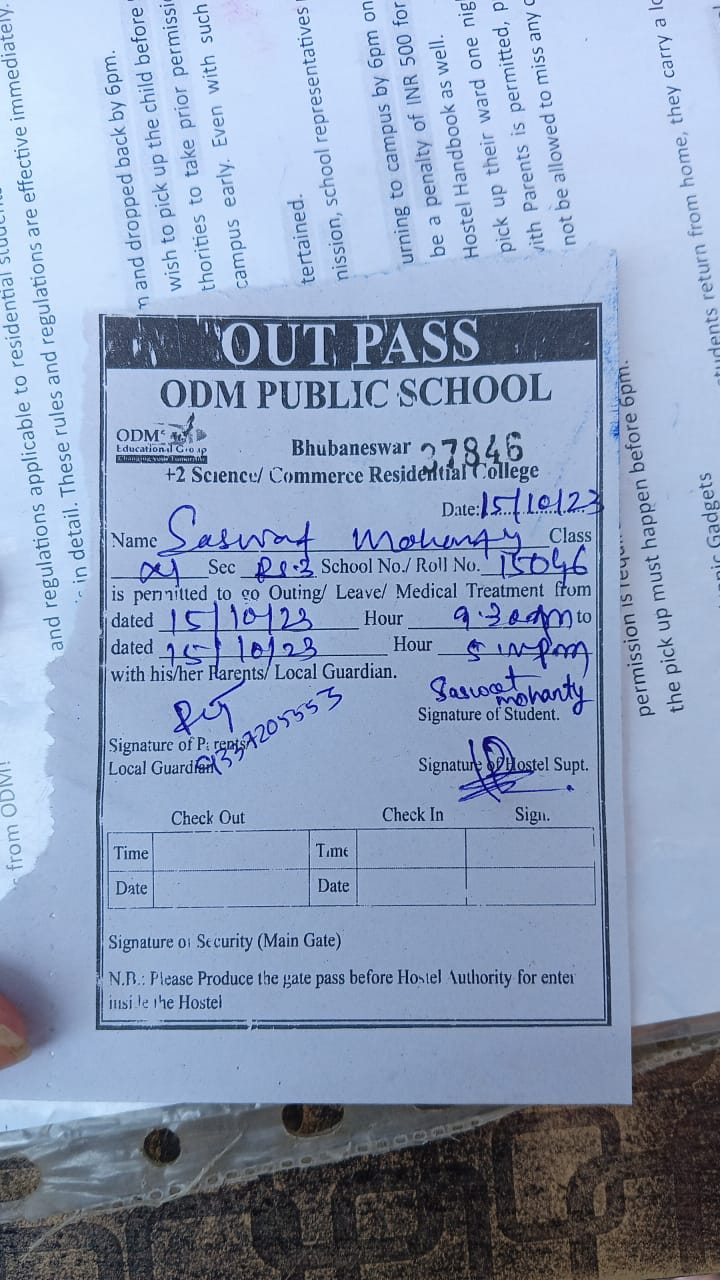 and regulations applicable to residential
in detail. These rules and regulations are effective immediately.
and dropped back by 6pm.
wish to pick up the child before
thorities to take prior
campus early. Even with such
tertained.
mission, school representatives
urning to campus by 6pm on
be a penalty of INR 500 for
Hostel Handbook as well.
pick up their ward one
with Parents is permitted,
not be allowed to miss any
permission is
the pick up must happen before 6pm.
students return from home, they carry a
Gadgets
from ODM!
OUT PASS
ODM PUBLIC SCHOOL
ODM
Educational Group
Changing your Tomorrow
Bhubaneswar 27846
+2 Science/ Commerce Residential College
Date: 15/10/23
Name Saswat Mohanty Class
XI Sec School No./ Roll No. 15046
is permitted to go Outing/ Leave/ Medical Treatment from
dated 15/10/23 Hour 9.30am to
dated 15/10/23 Hour 5 pm
with his/her Parents/ Local Guardian.
Saswat mohanty
Signature of Student.
Signature of Parents/
Local Guardian
Signature of Hostel Supt.
Check Out Check In Sign.
Time Time
Date Date
Signature of Security (Main Gate)
N.B.: Please Produce the gate pass before Hostel Authority for enter
inside the Hostel